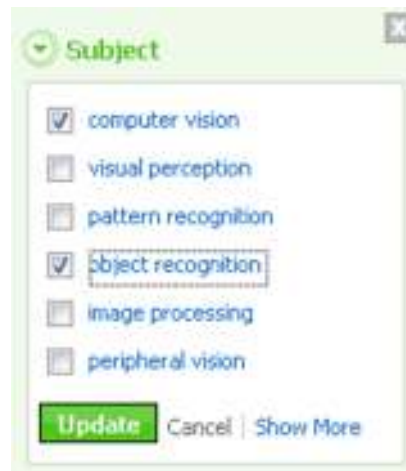 Subject
computer vision
visual perception
pattern recognition
object recognition
image processing
peripheral vision
Update Cancel | Show More